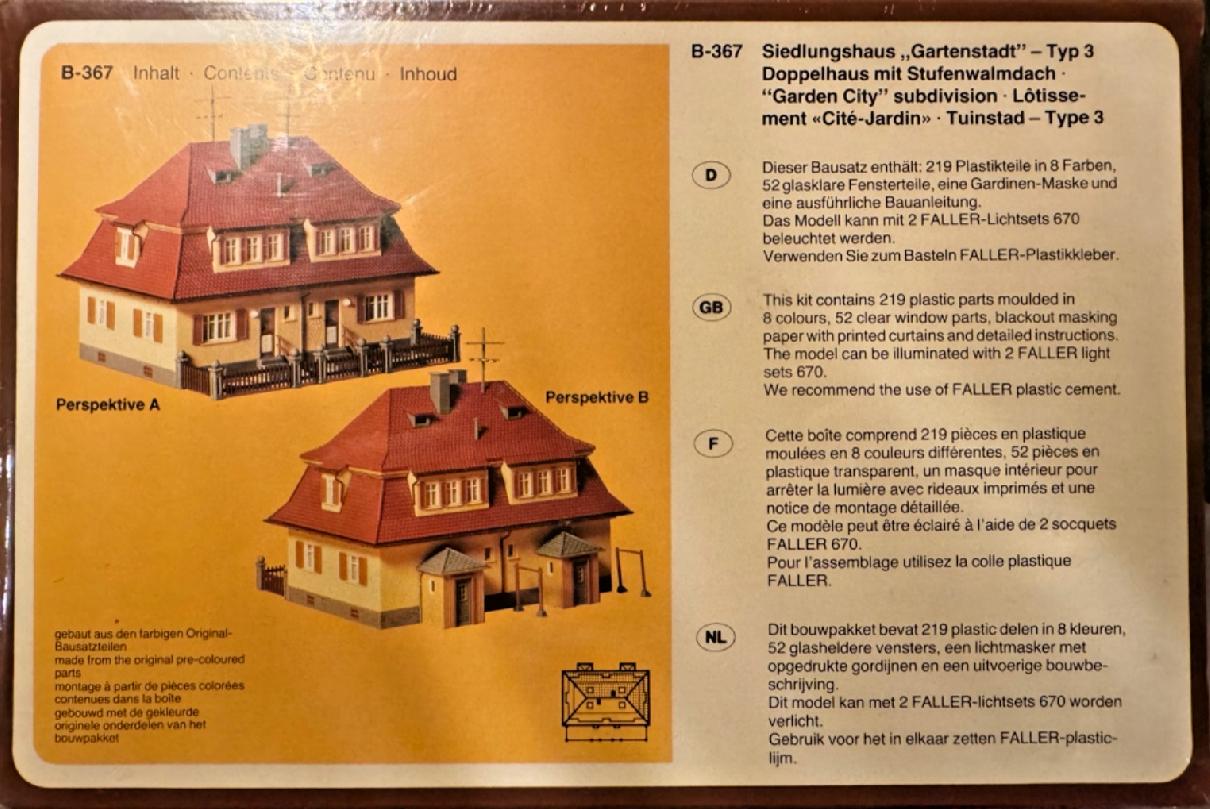 B-367 Inhalt · Contents · Contenu · Inhoud
Perspektive A
Perspektive B
gebaut aus den farbigen Original-
Bausatzteilen
made from the original pre-coloured
parts
montage à partir de pièces colorées
contenues dans la boîte
gebouwd met de gekleurde
originele onderdelen van het
bouwpakket
B-367 Siedlungshaus „Gartenstadt” – Typ 3
Doppelhaus mit Stufenwalmdach ·
“Garden City” subdivision · Lôtisse-
ment «Cité-Jardin» · Tuinstad – Type 3
D
Dieser Bausatz enthält: 219 Plastikteile in 8 Farben,
52 glasklare Fensterteile, eine Gardinen-Maske und
eine ausführliche Bauanleitung.
Das Modell kann mit 2 FALLER-Lichtsets 670
beleuchtet werden.
Verwenden Sie zum Basteln FALLER-Plastikkleber.
GB
This kit contains 219 plastic parts moulded in
8 colours, 52 clear window parts, blackout masking
paper with printed curtains and detailed instructions.
The model can be illuminated with 2 FALLER light
sets 670.
We recommend the use of FALLER plastic cement.
F
Cette boîte comprend 219 pièces en plastique
moulées en 8 couleurs différentes, 52 pièces en
plastique transparent, un masque intérieur pour
arrêter la lumière avec rideaux imprimés et une
notice de montage détaillée.
Ce modèle peut être éclairé à l'aide de 2 socquets
FALLER 670.
Pour l'assemblage utilisez la colle plastique
FALLER.
NL
Dit bouwpakket bevat 219 plastic delen in 8 kleuren,
52 glasheldere vensters, een lichtmasker met
opgedrukte gordijnen en een uitvoerige bouwbe-
schrijving.
Dit model kan met 2 FALLER-lichtsets 670 worden
verlicht.
Gebruik voor het in elkaar zetten FALLER-plastic-
lijm.